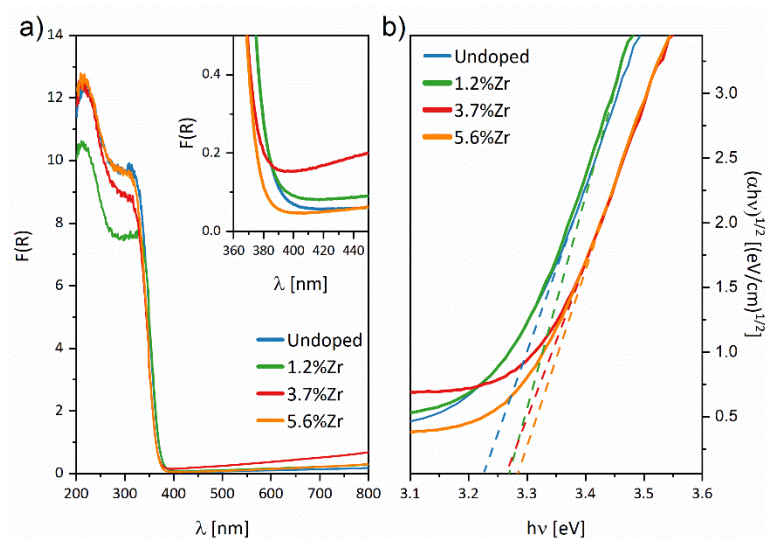 a)
14
12
10
8
6
4
2
0
F(R)
200 300 400 500 600 700 800
λ [nm]
0.4
0.2
0.1
0.0
F(R)
360 380 400 420 440
λ [nm]
Undoped
1.2%Zr
3.7%Zr
5.6%Zr
b)
Undoped
1.2%Zr
3.7%Zr
5.6%Zr
3.0
2.5
2.0
1.5
1.0
0.5
(αhν)1/2 [(eV/cm)1/2]
3.1 3.2 3.3 3.4 3.5 3.6
hν [eV]